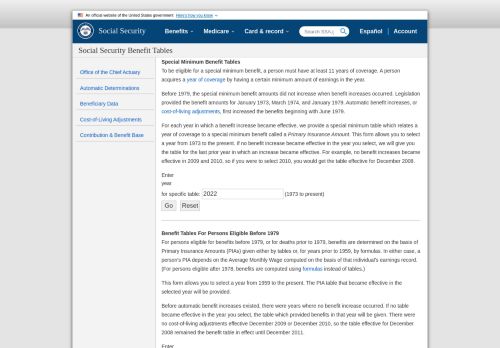 An official website of the United States government Here's how you know
Social Security
Benefits
Medicare
Card & record
Search SSA.g
Español
Account
Social Security Benefit Tables
Office of the Chief Actuary
Automatic Determinations
Beneficiary Data
Cost-of-Living Adjustments
Contribution & Benefit Base
Special Minimum Benefit Tables
To be eligible for a special minimum benefit, a person must have at least 11 years of coverage. A person
acquires a year of coverage by having a certain minimum amount of earnings in the year.
Before 1979, the special minimum benefit amounts did not increase when benefit increases occurred. Legislation
provided the benefit amounts for January 1973, March 1974, and January 1979. Automatic benefit increases, or
cost-of-living adjustments, first increased the benefits beginning with June 1979.
For each year in which a benefit increase became effective, we provide a special minimum table which relates a
year of coverage to a special minimum benefit called a Primary Insurance Amount. This form allows you to select
a year from 1973 to the present. If no benefit increase became effective in the year you select, we will give you
the table for the last prior year in which an increase became effective. For example, no benefit increases became
effective in 2009 and 2010, so if you were to select 2010, you would get the table effective for December 2008.
Enter
year
for specific table: 2022 (1973 to present)
Go Reset
Benefit Tables For Persons Eligible Before 1979
For persons eligible for benefits before 1979, or for deaths prior to 1979, benefits are determined on the basis of
Primary Insurance Amounts (PIAs) given either by tables or, for years prior to 1959, by formulas. In either case, a
person's PIA depends on the Average Monthly Wage computed on the basis of that individual's earnings record.
(For persons eligible after 1978, benefits are computed using formulas instead of tables.)
This form allows you to select a year from 1959 to the present. The PIA table that became effective in the
selected year will be provided.
Before automatic benefit increases existed, there were years where no benefit increase occurred. If no table
became effective in the year you select, the table which provided benefits in that year will be given. There were
no cost-of-living adjustments effective December 2009 or December 2010, so the table effective for December
2008 remained the benefit table in effect until December 2011.
Enter